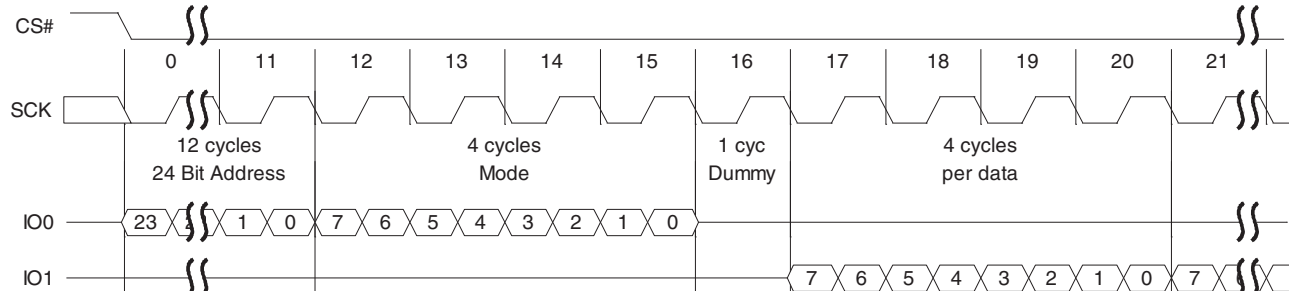 CS#
0 11 12 13 14 15 16 17 18 19 20 21
SCK
12 cycles 4 cycles 1 cyc 4 cycles
24 Bit Address Mode Dummy per data
IO0 23 1 0 7 6 5 4 3 2 1 0
IO1 7 6 5 4 3 2 1 0 7